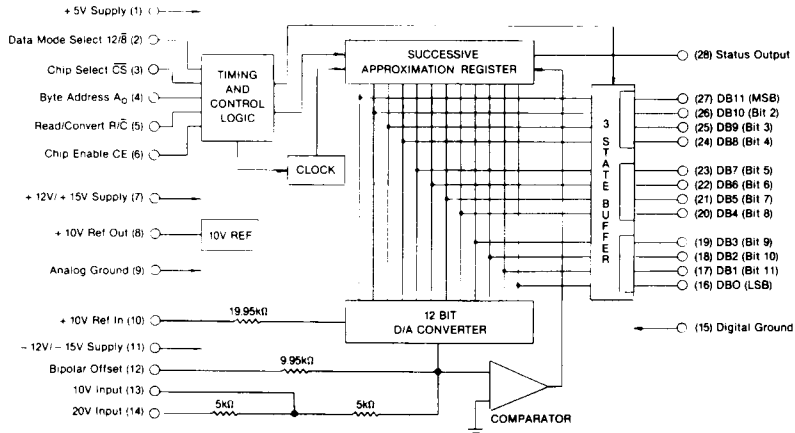 + 5V Supply (1)
Data Mode Select 12/8̅ (2)
Chip Select C̅S̅ (3)
Byte Address A₀ (4)
Read/Convert R/C̅ (5)
Chip Enable CE (6)
+ 12V/ + 15V Supply (7)
+ 10V Ref Out (8)
Analog Ground (9)
+ 10V Ref In (10)
− 12V/ − 15V Supply (11)
Bipolar Offset (12)
10V Input (13)
20V Input (14)
TIMING
AND
CONTROL
LOGIC
CLOCK
10V REF
19.95kΩ
9.95kΩ
5kΩ
5kΩ
SUCCESSIVE
APPROXIMATION REGISTER
12 BIT
D/A CONVERTER
COMPARATOR
3 STATE BUFFER
(28) Status Output
(27) DB11 (MSB)
(26) DB10 (Bit 2)
(25) DB9 (Bit 3)
(24) DB8 (Bit 4)
(23) DB7 (Bit 5)
(22) DB6 (Bit 6)
(21) DB5 (Bit 7)
(20) DB4 (Bit 8)
(19) DB3 (Bit 9)
(18) DB2 (Bit 10)
(17) DB1 (Bit 11)
(16) DBO (LSB)
(15) Digital Ground